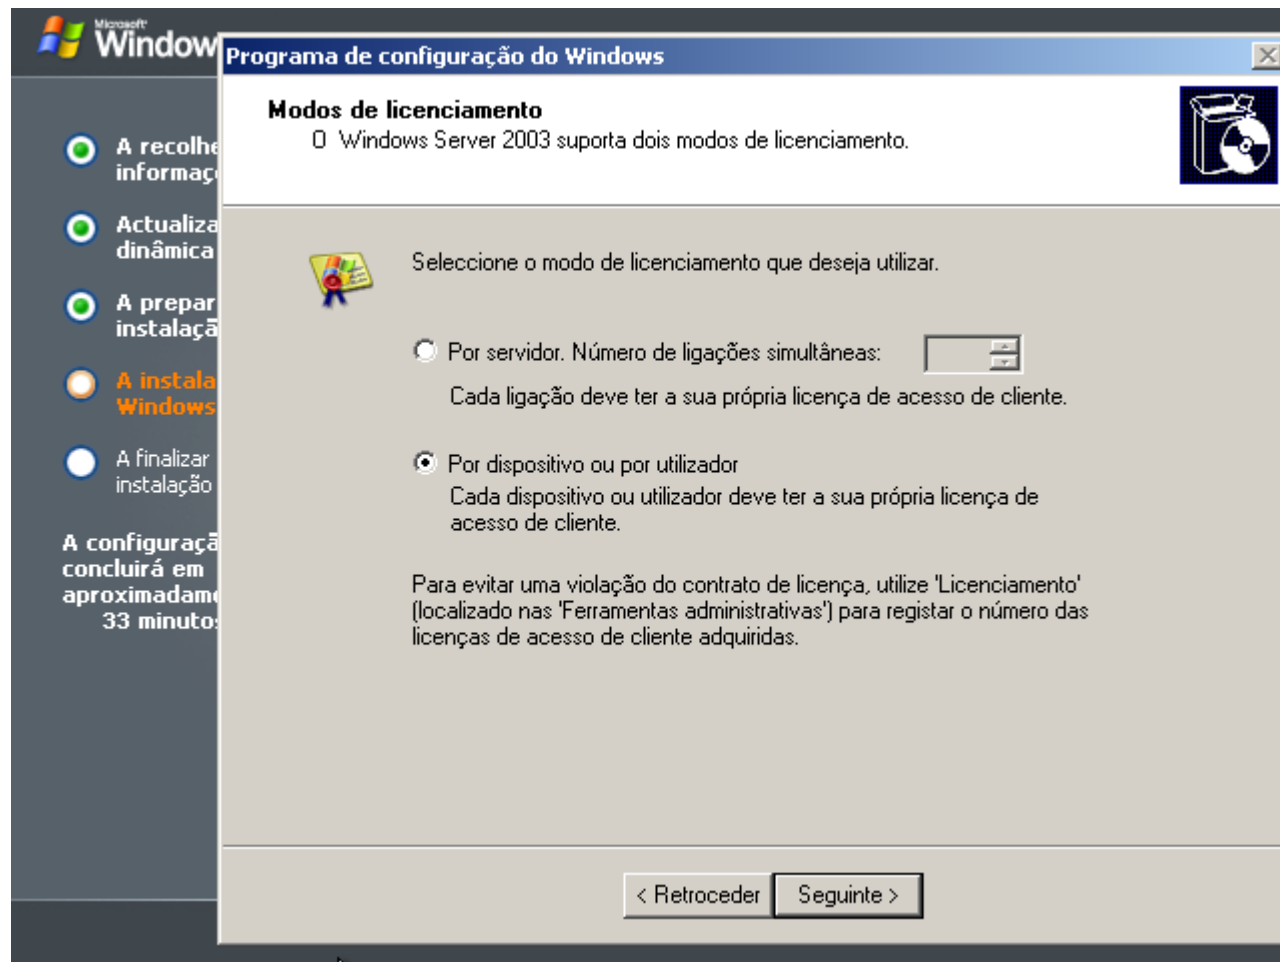 Microsoft
Window
Programa de configuração do Windows
Modos de licenciamento
O Windows Server 2003 suporta dois modos de licenciamento.
A recolhe
informaç
Actualiza
dinâmica
A prepar
instalaçã
A instala
Windows
A finalizar
instalação
A configuraçã
concluirá em
aproximadame
33 minuto
Seleccione o modo de licenciamento que deseja utilizar.
Por servidor. Número de ligações simultâneas:
Cada ligação deve ter a sua própria licença de acesso de cliente.
Por dispositivo ou por utilizador
Cada dispositivo ou utilizador deve ter a sua própria licença de
acesso de cliente.
Para evitar uma violação do contrato de licença, utilize 'Licenciamento'
(localizado nas 'Ferramentas administrativas') para registar o número das
licenças de acesso de cliente adquiridas.
< Retroceder
Seguinte >